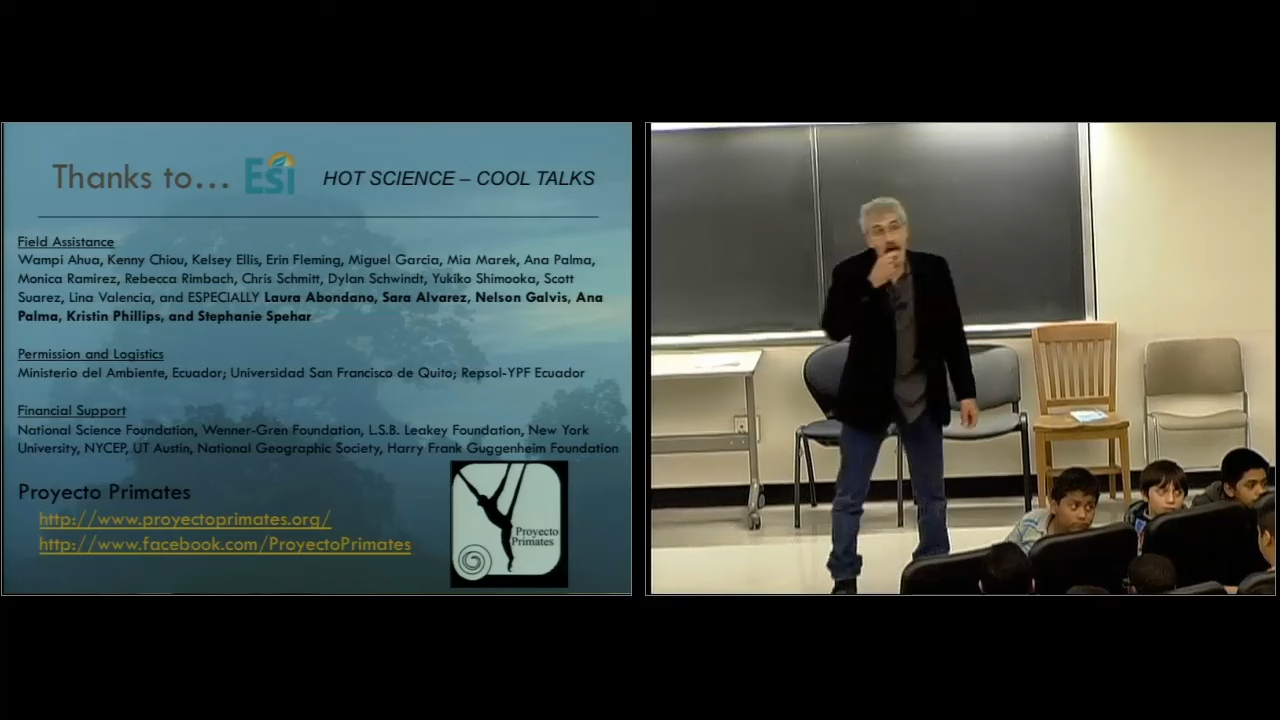 Thanks to... ESI HOT SCIENCE – COOL TALKS
Field Assistance
Wampi Ahua, Kenny Chiou, Kelsey Ellis, Erin Fleming, Miguel Garcia, Mia Marek, Ana Palma,
Monica Ramirez, Rebecca Rimbach, Chris Schmitt, Dylan Schwindt, Yukiko Shimooka, Scott
Suarez, Lina Valencia, and ESPECIALLY Laura Abondano, Sara Alvarez, Nelson Galvis, Ana
Palma, Kristin Phillips, and Stephanie Spehar
Permission and Logistics
Ministerio del Ambiente, Ecuador; Universidad San Francisco de Quito; Repsol-YPF Ecuador
Financial Support
National Science Foundation, Wenner-Gren Foundation, L.S.B. Leakey Foundation, New York
University, NYCEP, UT Austin, National Geographic Society, Harry Frank Guggenheim Foundation
Proyecto Primates
http://www.proyectoprimates.org/
http://www.facebook.com/ProyectoPrimates
Proyecto
Primates